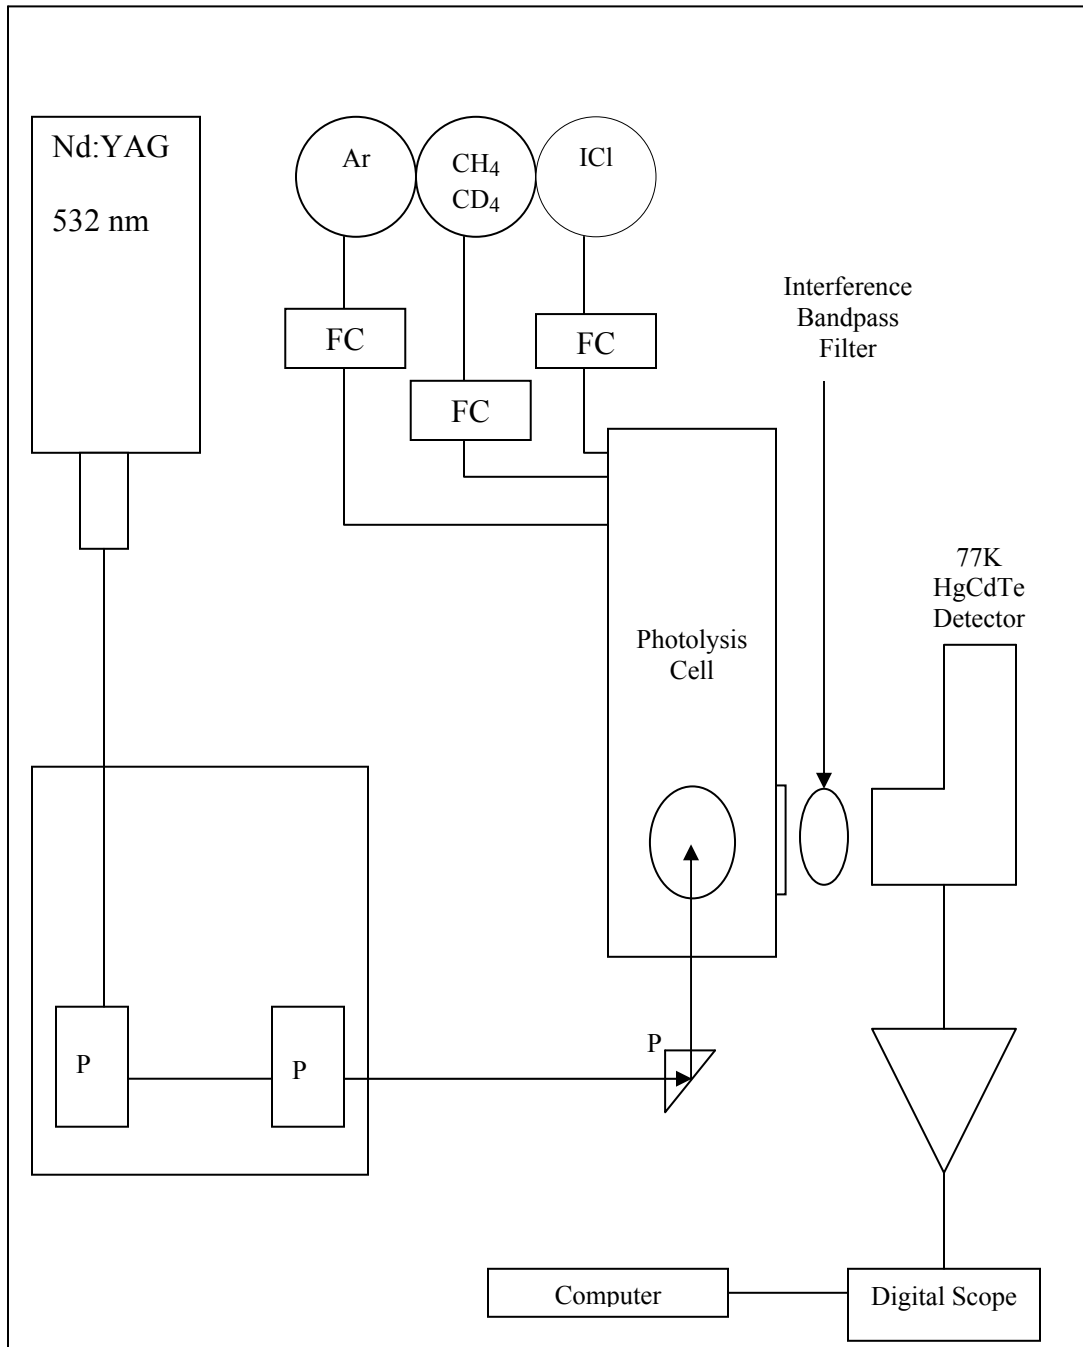 Nd:YAG
532 nm
Ar
CH4
CD4
ICl
FC
FC
FC
Interference
Bandpass
Filter
77K
HgCdTe
Detector
Photolysis
Cell
P
P
P
Computer
Digital Scope